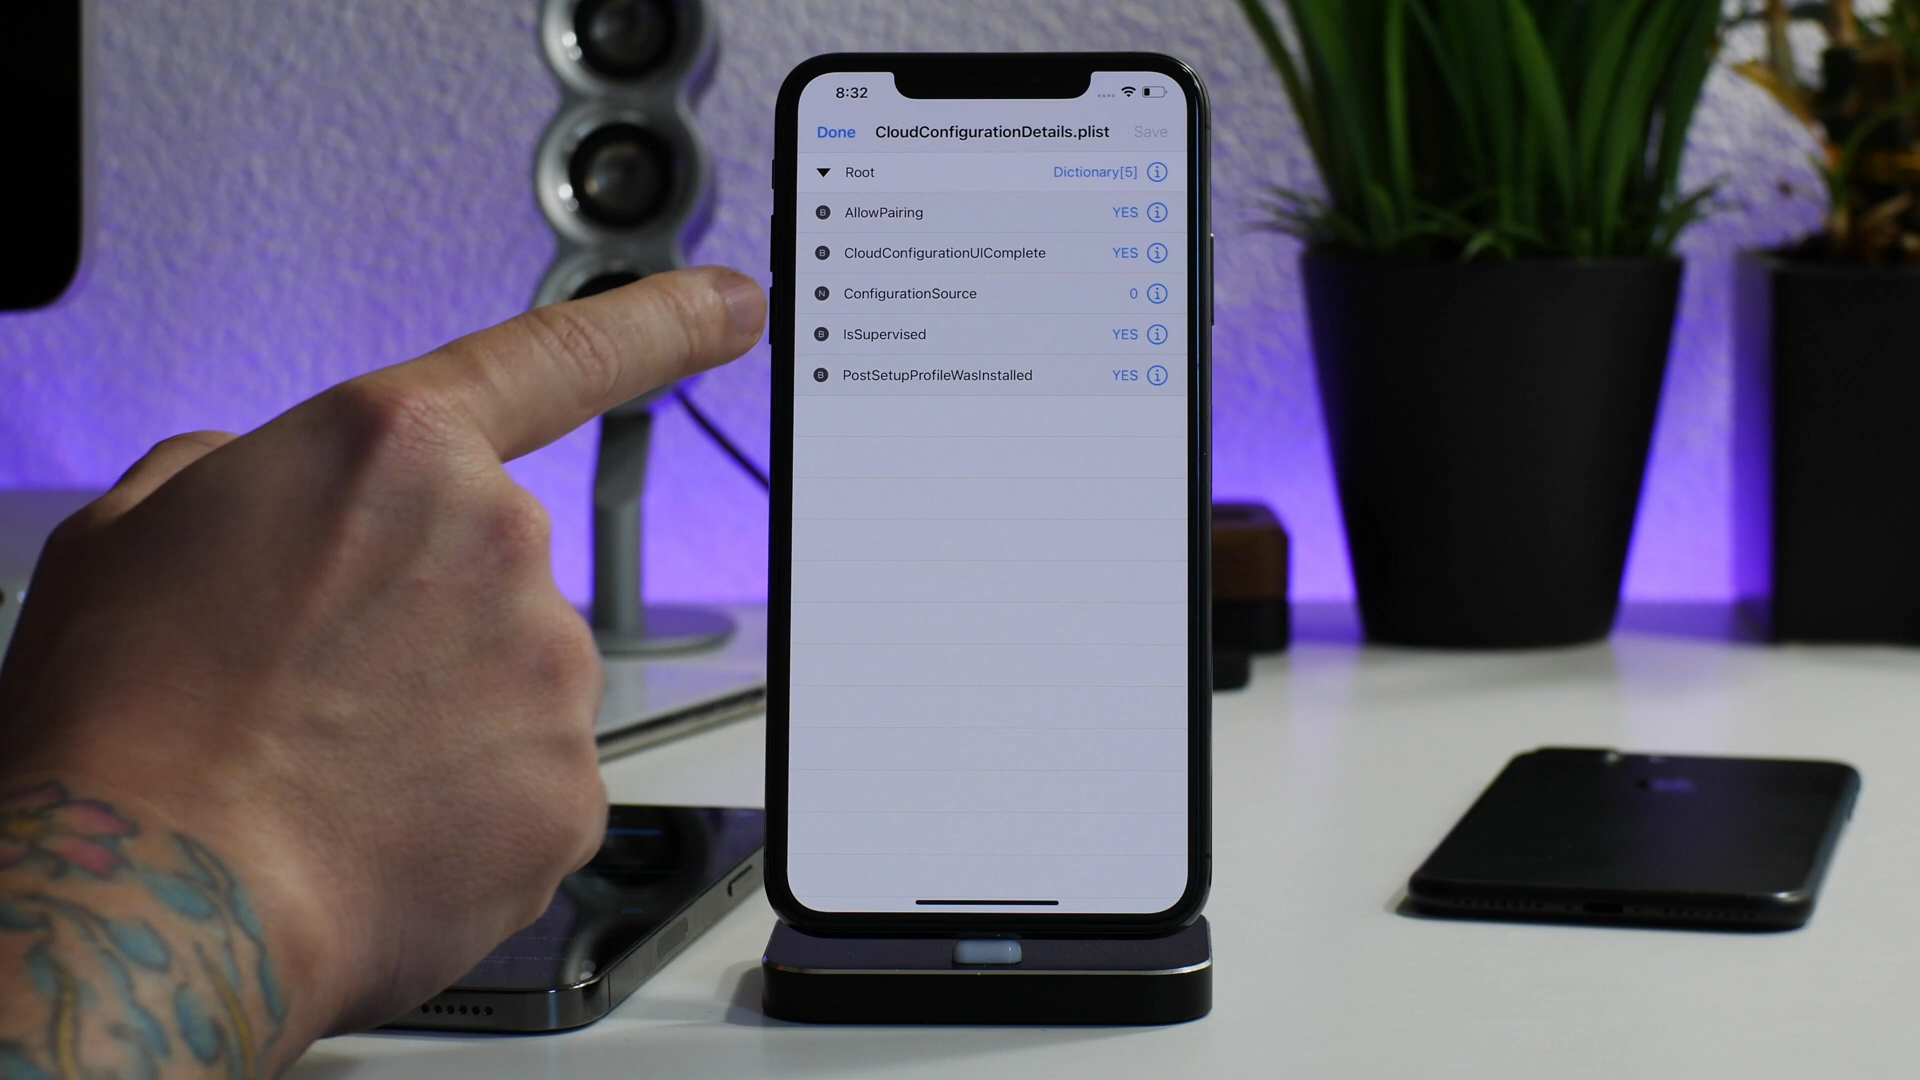 8:32
Done CloudConfigurationDetails.plist Save
Root Dictionary[5]
B AllowPairing YES
B CloudConfigurationUIComplete YES
N ConfigurationSource 0
B IsSupervised YES
B PostSetupProfileWasInstalled YES